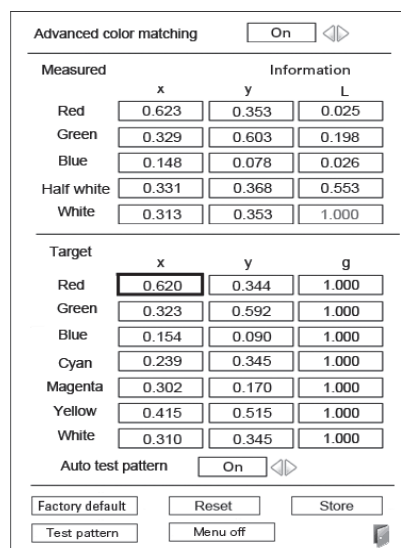 Advanced color matching On
Measured Information
x y L
Red 0.623 0.353 0.025
Green 0.329 0.603 0.198
Blue 0.148 0.078 0.026
Half white 0.331 0.368 0.553
White 0.313 0.353 1.000
Target
x y g
Red 0.620 0.344 1.000
Green 0.323 0.592 1.000
Blue 0.154 0.090 1.000
Cyan 0.239 0.345 1.000
Magenta 0.302 0.170 1.000
Yellow 0.415 0.515 1.000
White 0.310 0.345 1.000
Auto test pattern On
Factory default Reset Store
Test pattern Menu off